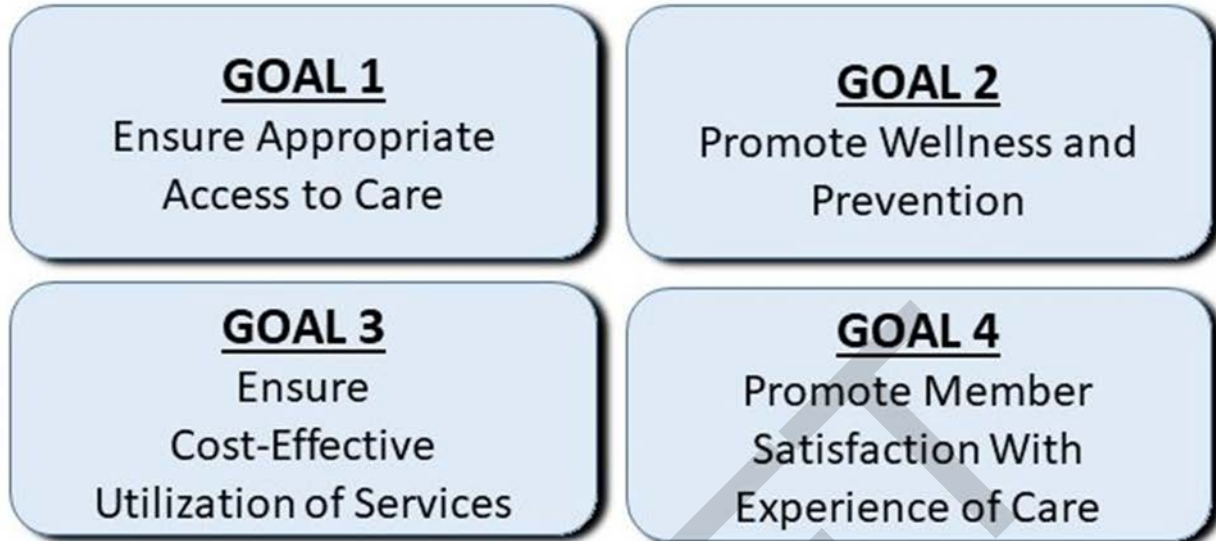 GOAL 1
Ensure Appropriate
Access to Care
GOAL 2
Promote Wellness and
Prevention
GOAL 3
Ensure
Cost-Effective
Utilization of Services
GOAL 4
Promote Member
Satisfaction With
Experience of Care